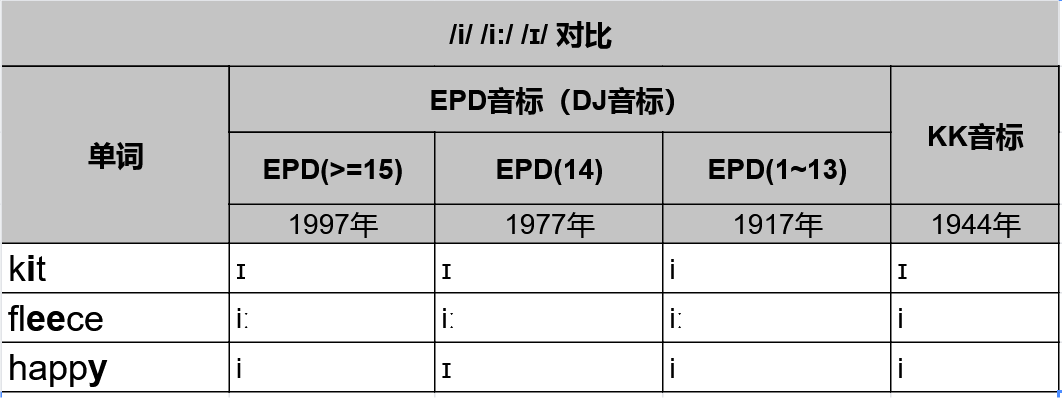 /i/ /i:/ /ɪ/ 对比
单词 EPD音标（DJ音标） KK音标
EPD(>=15) EPD(14) EPD(1~13)
1997年 1977年 1917年 1944年
kit ɪ ɪ i ɪ
fleece iː iː iː i
happy i ɪ i i